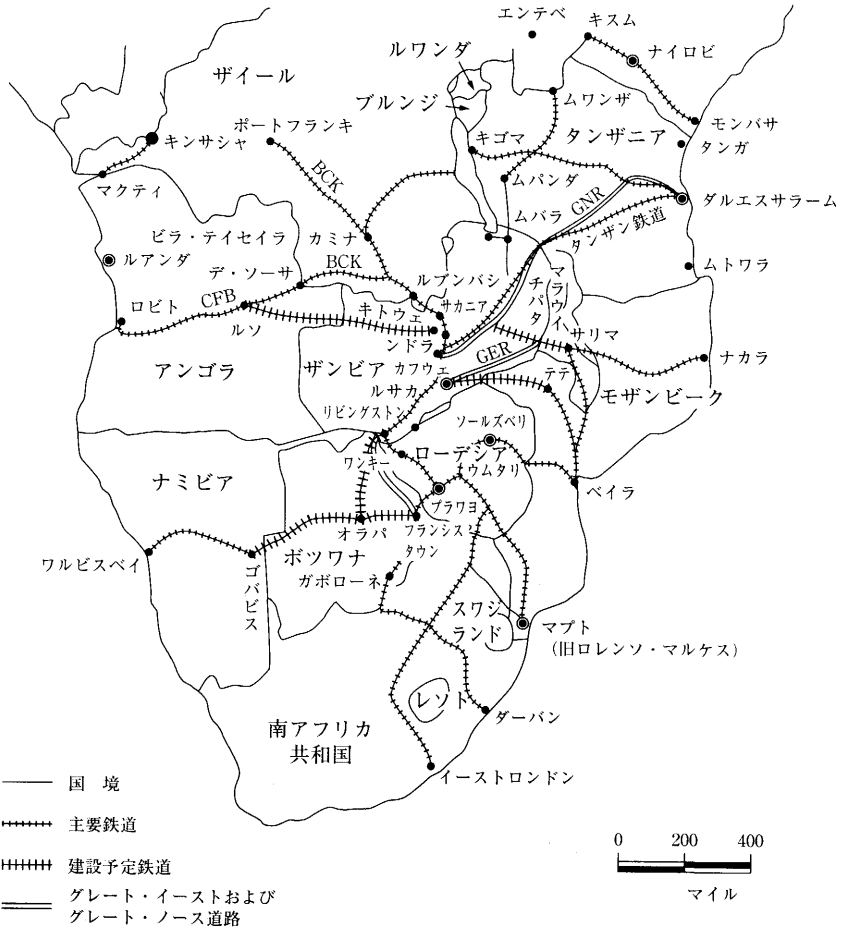 エンテベ
キスム
ルワンダ
ナイロビ
ザイール
ブルンジ
ムワンザ
ポートフランキ
キンサシャ
キゴマ
タンザニア
モンバサ
タンガ
マクティ
BCK
ムパンダ
GNR
ダルエスサラーム
ムバラ
タンザン鉄道
ビラ・テイセイラ
カミナ
ルアンダ
デ・ソーサ
BCK
ルブンバシ
チパタ
マラウイ
ムトワラ
ロビト
CFB
キトウェ
サカニア
ルソ
ンドラ
サリマ
アンゴラ
ザンビア
カフウェ
GER
ナカラ
ルサカ
テテ
モザンビーク
リビングストン
ソールズベリ
ローデシア
ワンキー
ウムタリ
ナミビア
ブラワヨ
ベイラ
オラパ
フランシス
タウン
ワルビスベイ
ボツワナ
ゴバビス
ガボローネ
スワジ
ランド
マプト
(旧ロレンソ・マルケス)
レソト
ダーバン
南アフリカ
共和国
イーストロンドン
国 境
主要鉄道
建設予定鉄道
グレート・イーストおよび
グレート・ノース道路
0 200 400
マイル